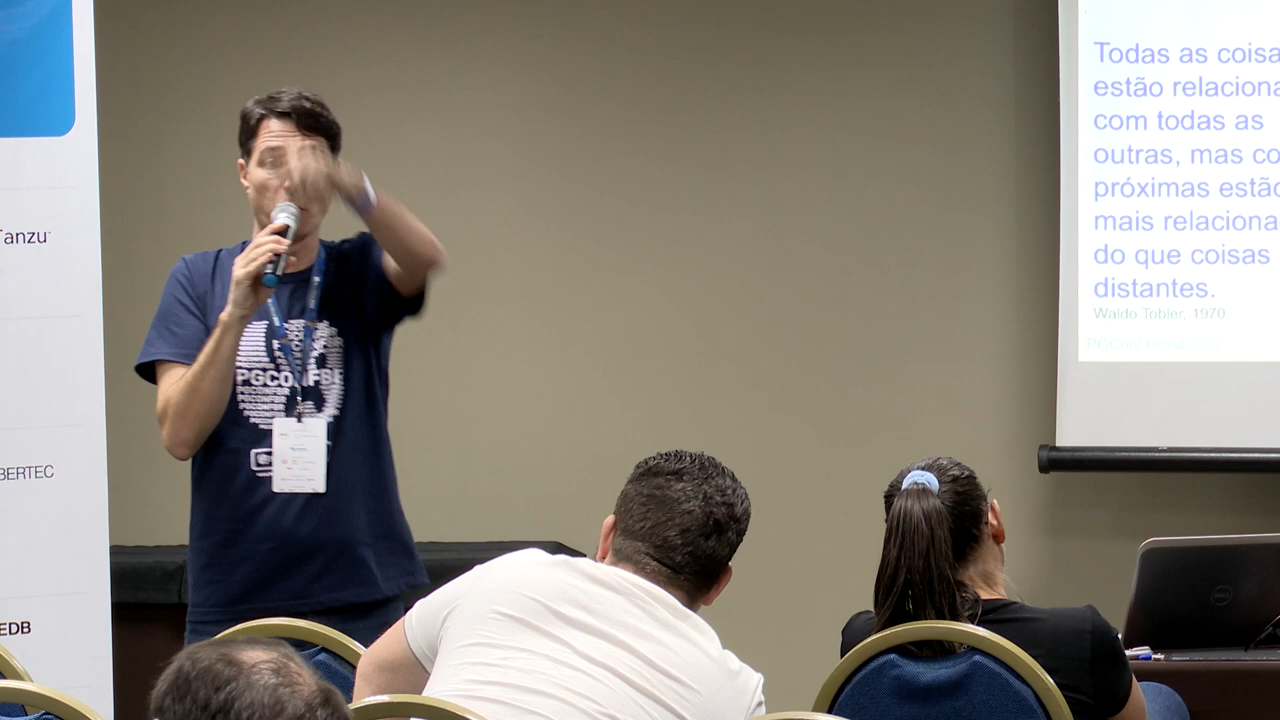 Tanzu
BERTEC
EDB
PGCONFBR
Todas as coisa
estão relaciona
com todas as
outras, mas co
próximas estão
mais relaciona
do que coisas
distantes.
Waldo Tobler, 1970